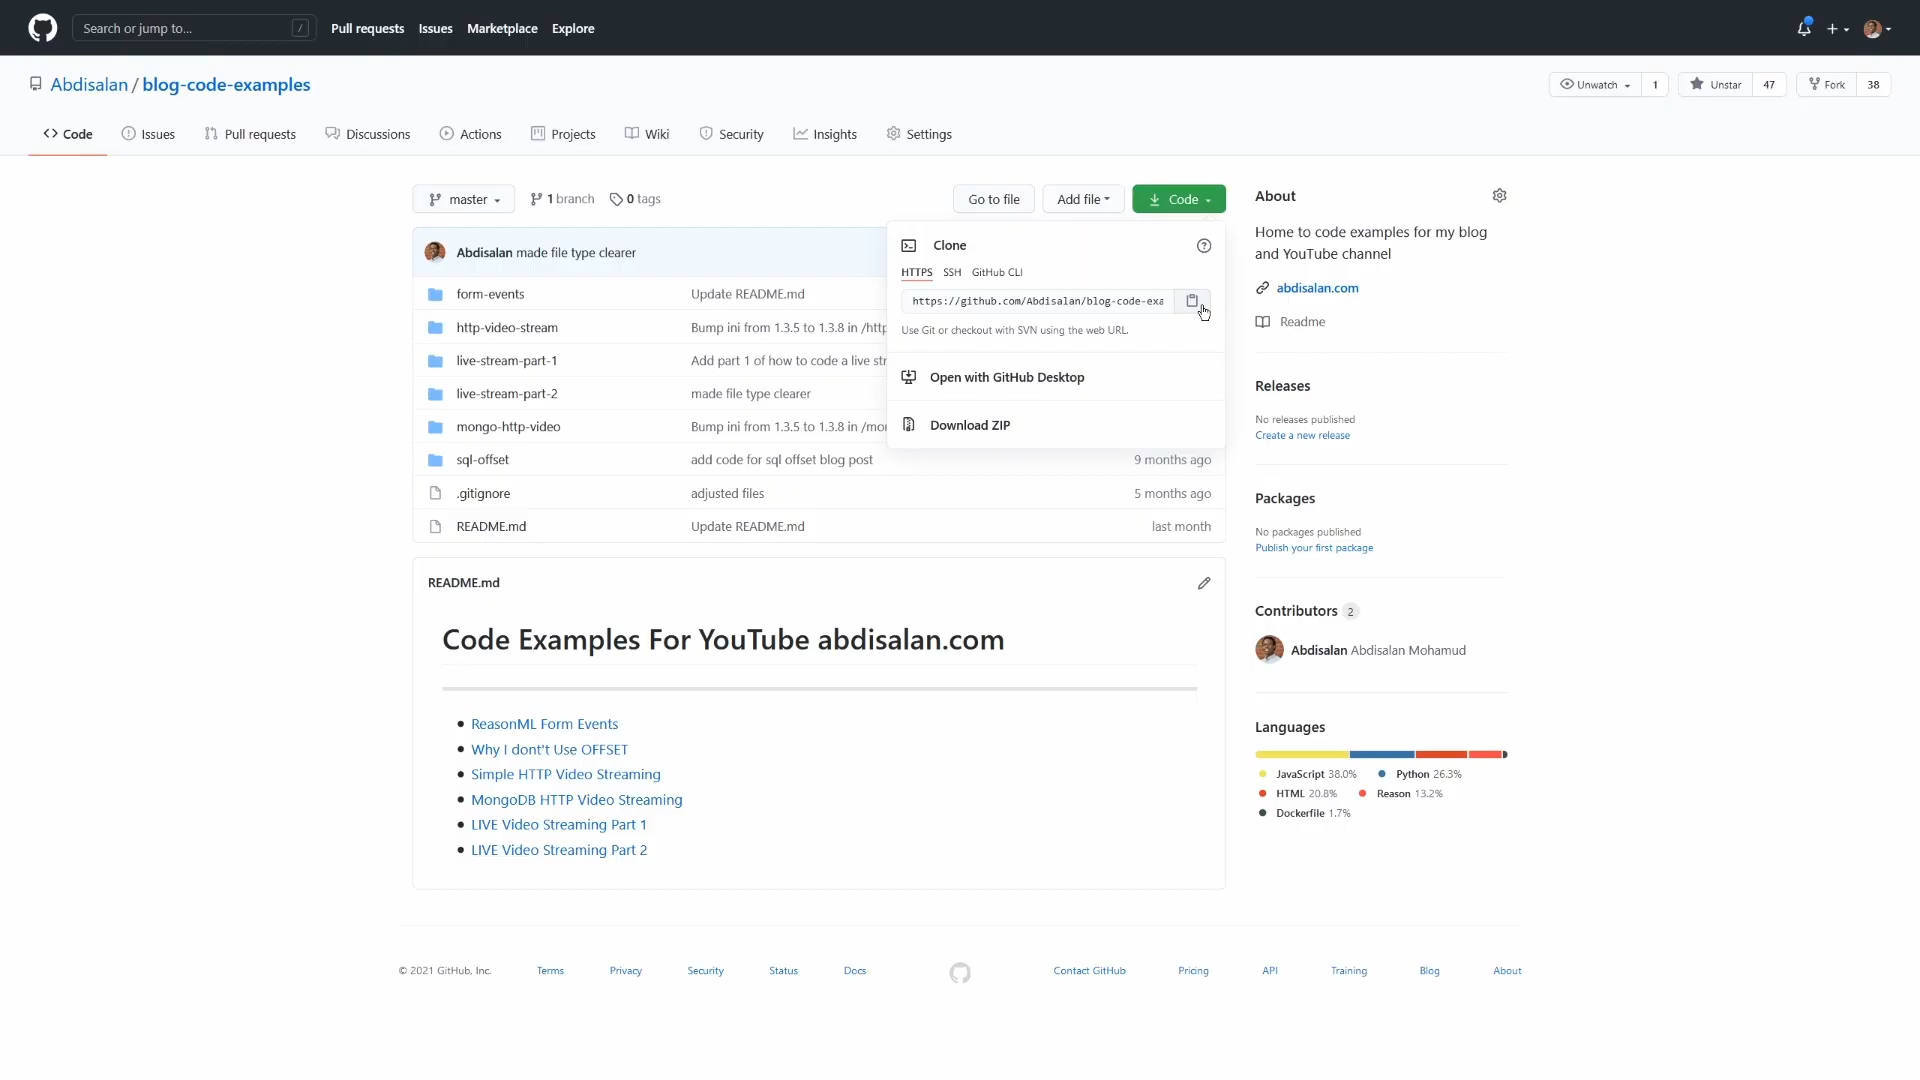 Search or jump to... /
Pull requests Issues Marketplace Explore
Abdisalan / blog-code-examples
Unwatch 1 Unstar 47 Fork 38
Code Issues Pull requests Discussions Actions Projects Wiki Security Insights Settings
master 1 branch 0 tags
Go to file Add file Code
Abdisalan made file type clearer
form-events Update README.md
http-video-stream Bump ini from 1.3.5 to 1.3.8 in /http
live-stream-part-1 Add part 1 of how to code a live str
live-stream-part-2 made file type clearer
mongo-http-video Bump ini from 1.3.5 to 1.3.8 in /mor
sql-offset add code for sql offset blog post 9 months ago
.gitignore adjusted files 5 months ago
README.md Update README.md last month
Clone
HTTPS SSH GitHub CLI
https://github.com/Abdisalan/blog-code-exa
Use Git or checkout with SVN using the web URL.
Open with GitHub Desktop
Download ZIP
README.md
Code Examples For YouTube abdisalan.com
ReasonML Form Events
Why I dont't Use OFFSET
Simple HTTP Video Streaming
MongoDB HTTP Video Streaming
LIVE Video Streaming Part 1
LIVE Video Streaming Part 2
About
Home to code examples for my blog
and YouTube channel
abdisalan.com
Readme
Releases
No releases published
Create a new release
Packages
No packages published
Publish your first package
Contributors 2
Abdisalan Abdisalan Mohamud
Languages
JavaScript 38.0% Python 26.3%
HTML 20.8% Reason 13.2%
Dockerfile 1.7%
© 2021 GitHub, Inc. Terms Privacy Security Status Docs Contact GitHub Pricing API Training Blog About